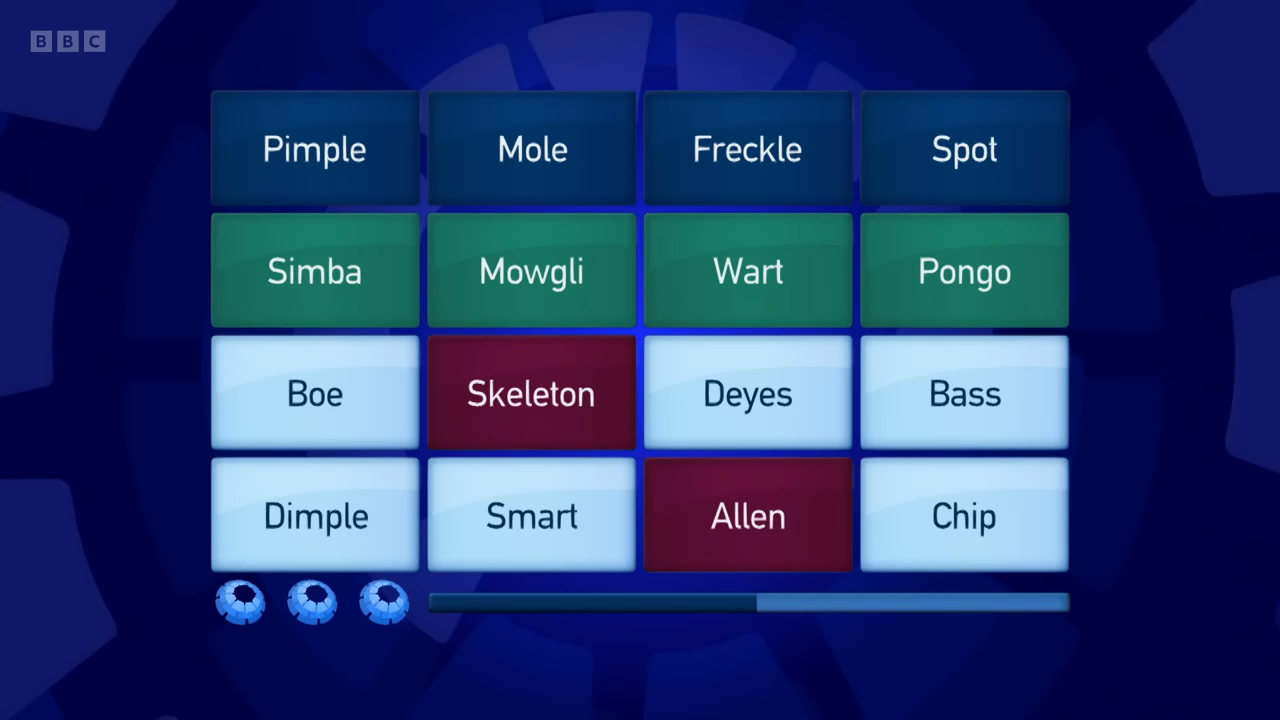 BBC
Pimple Mole Freckle Spot
Simba Mowgli Wart Pongo
Boe Skeleton Deyes Bass
Dimple Smart Allen Chip